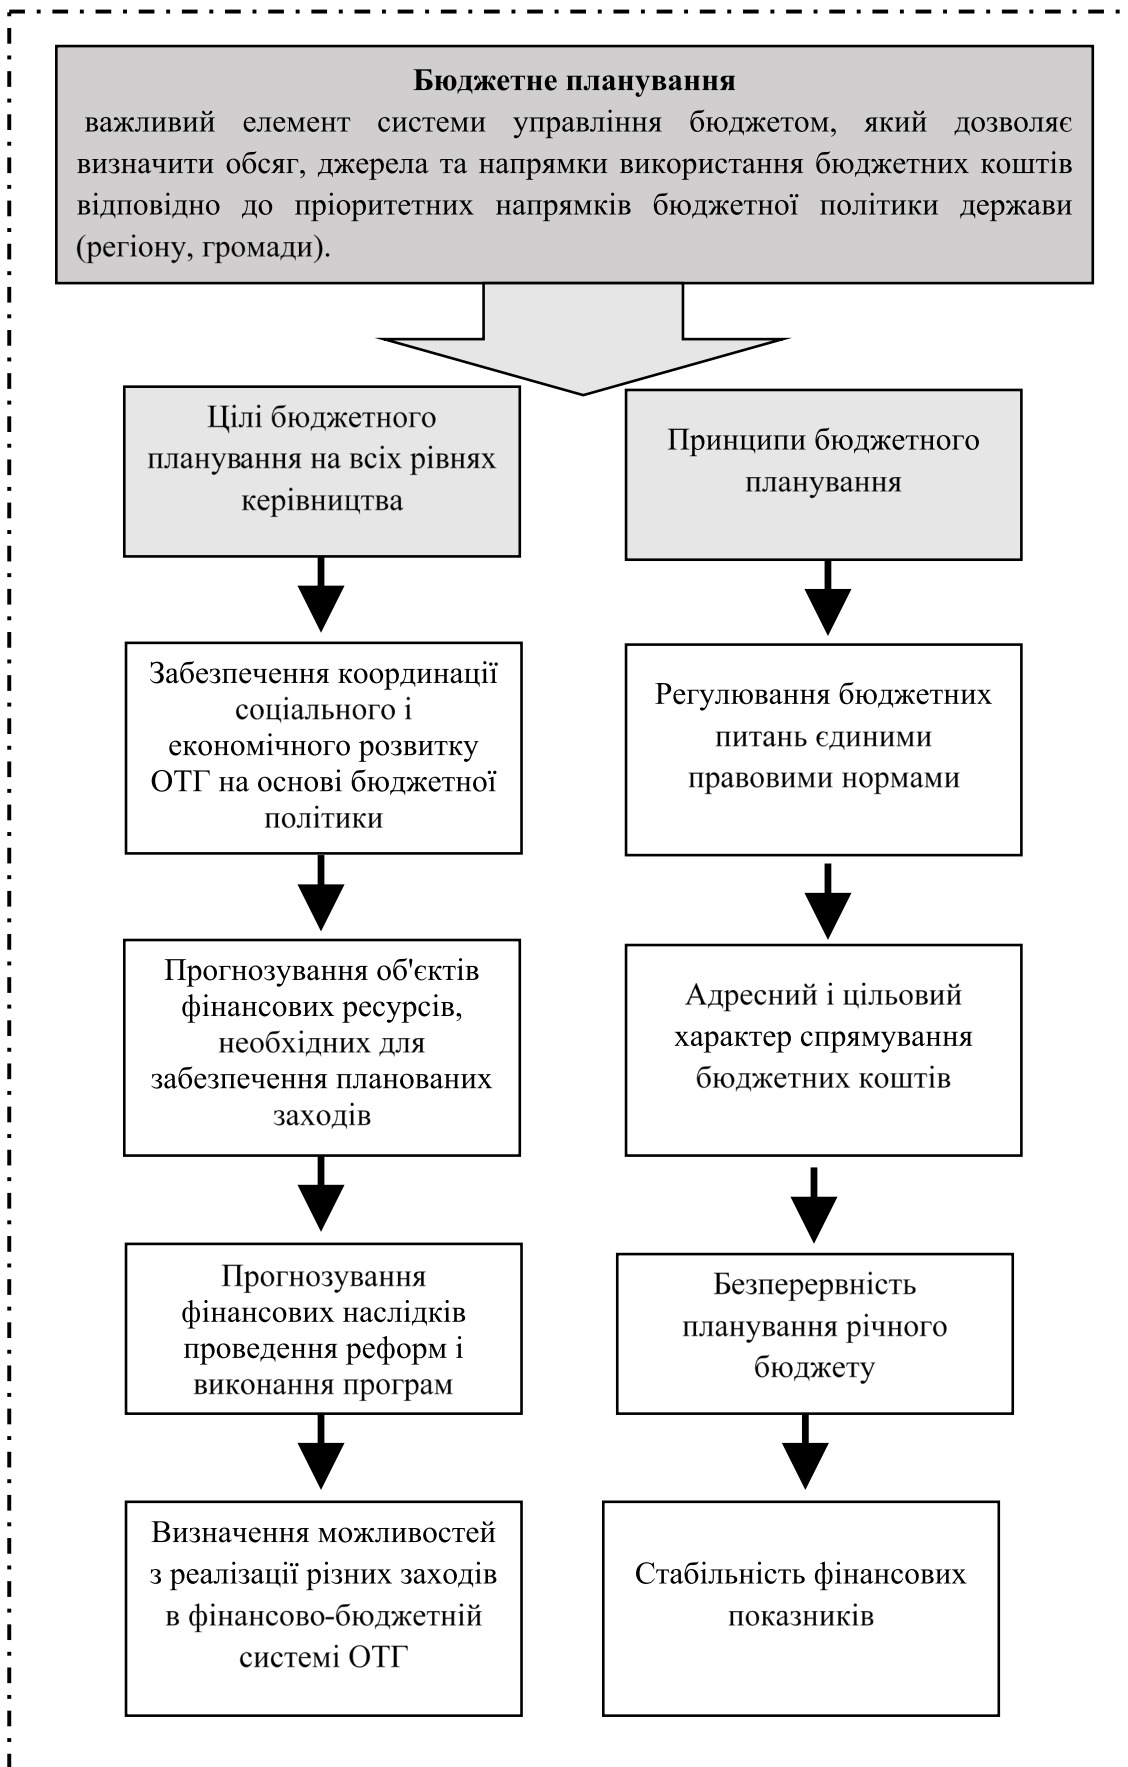 Бюджетне планування
важливий елемент системи управління бюджетом, який дозволяє
визначити обсяг, джерела та напрямки використання бюджетних коштів
відповідно до пріоритетних напрямків бюджетної політики держави
(регіону, громади).
Цілі бюджетного
планування на всіх рівнях
керівництва
Забезпечення координації
соціального і
економічного розвитку
ОТГ на основі бюджетної
політики
Прогнозування об'єктів
фінансових ресурсів,
необхідних для
забезпечення планованих
заходів
Прогнозування
фінансових наслідків
проведення реформ і
виконання програм
Визначення можливостей
з реалізації різних заходів
в фінансово-бюджетній
системі ОТГ
Принципи бюджетного
планування
Регулювання бюджетних
питань єдиними
правовими нормами
Адресний і цільовий
характер спрямування
бюджетних коштів
Безперервність
планування річного
бюджету
Стабільність фінансових
показників